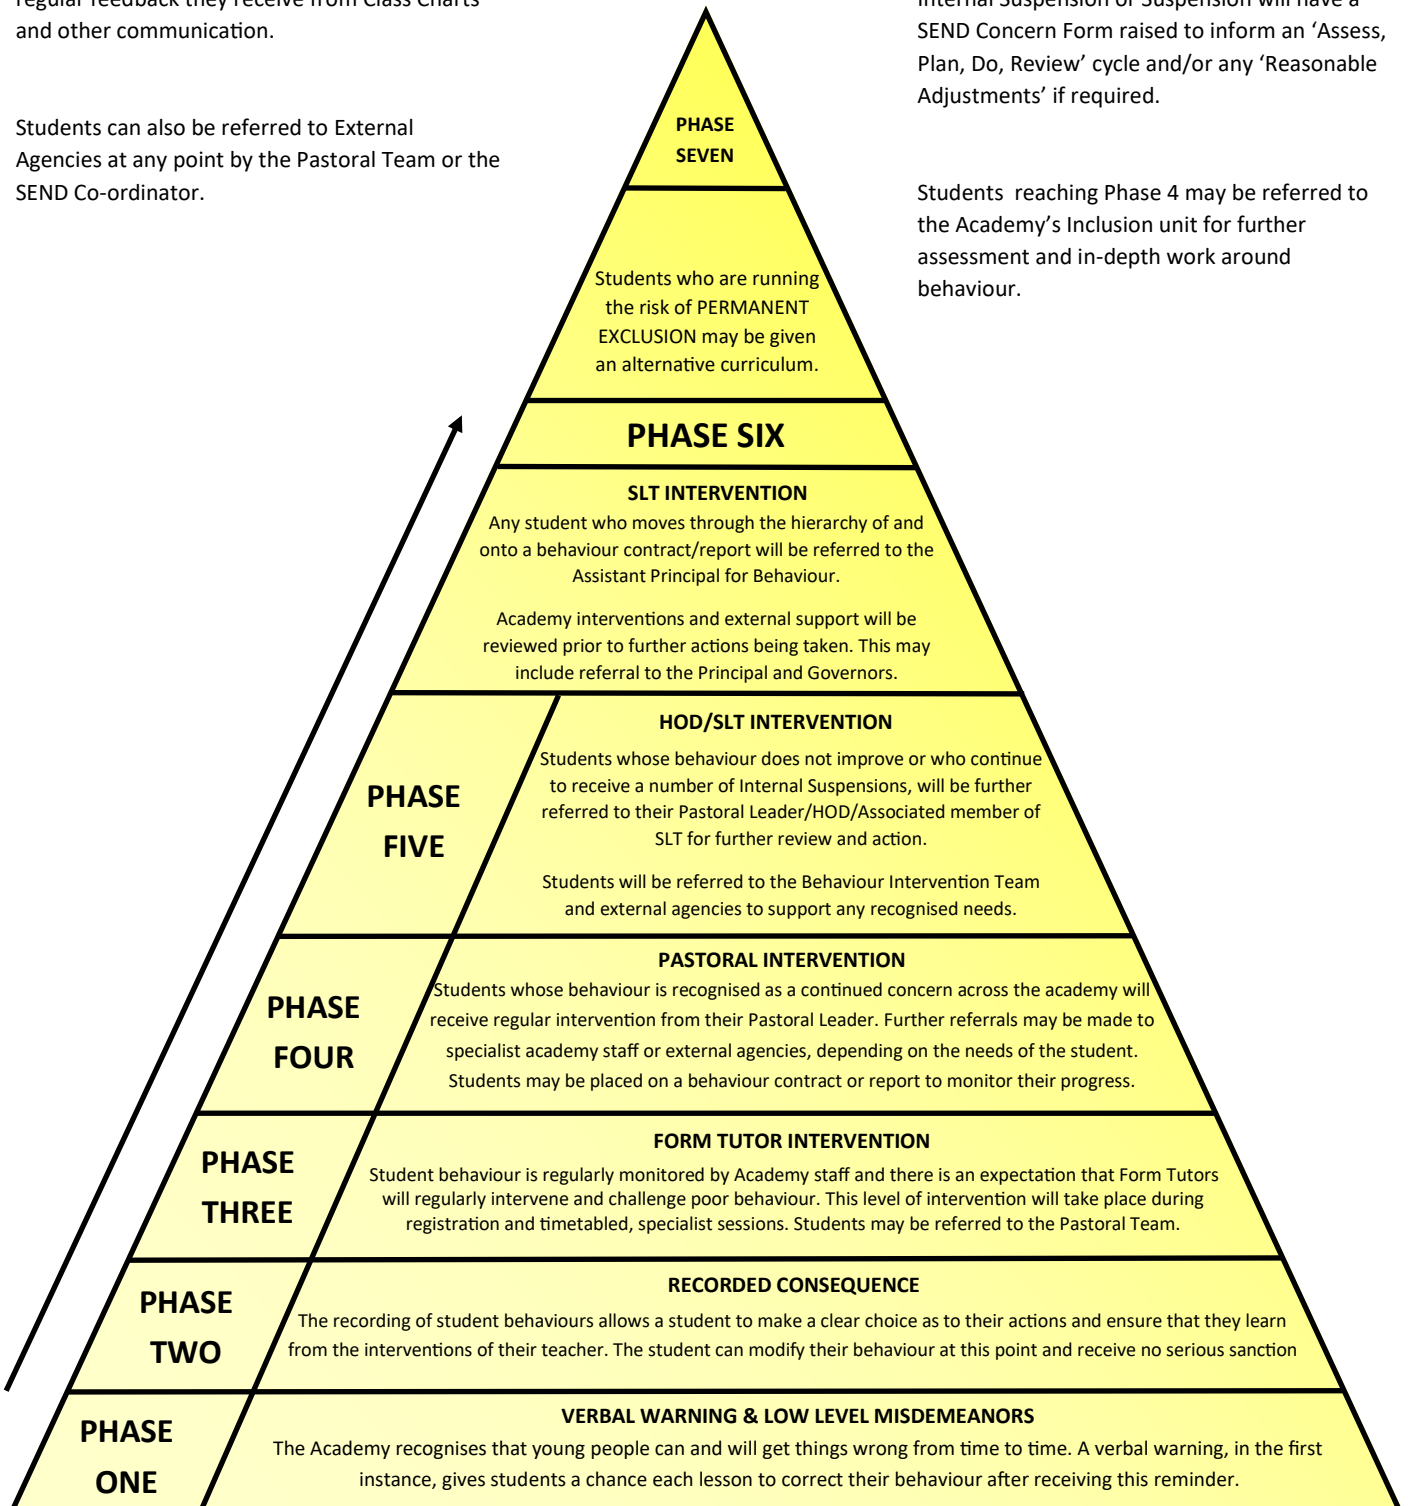 regular feedback they receive from Class Charts
and other communication.
Students can also be referred to External
Agencies at any point by the Pastoral Team or the
SEND Co-ordinator.
Internal Suspension or Suspension will have a
SEND Concern Form raised to inform an ‘Assess,
Plan, Do, Review’ cycle and/or any ‘Reasonable
Adjustments’ if required.
Students reaching Phase 4 may be referred to
the Academy’s Inclusion unit for further
assessment and in-depth work around
behaviour.
PHASE
SEVEN
Students who are running
the risk of PERMANENT
EXCLUSION may be given
an alternative curriculum.
PHASE SIX
SLT INTERVENTION
Any student who moves through the hierarchy of and
onto a behaviour contract/report will be referred to the
Assistant Principal for Behaviour.
Academy interventions and external support will be
reviewed prior to further actions being taken. This may
include referral to the Principal and Governors.
PHASE
FIVE
HOD/SLT INTERVENTION
Students whose behaviour does not improve or who continue
to receive a number of Internal Suspensions, will be further
referred to their Pastoral Leader/HOD/Associated member of
SLT for further review and action.
Students will be referred to the Behaviour Intervention Team
and external agencies to support any recognised needs.
PHASE
FOUR
PASTORAL INTERVENTION
Students whose behaviour is recognised as a continued concern across the academy will
receive regular intervention from their Pastoral Leader. Further referrals may be made to
specialist academy staff or external agencies, depending on the needs of the student.
Students may be placed on a behaviour contract or report to monitor their progress.
PHASE
THREE
FORM TUTOR INTERVENTION
Student behaviour is regularly monitored by Academy staff and there is an expectation that Form Tutors
will regularly intervene and challenge poor behaviour. This level of intervention will take place during
registration and timetabled, specialist sessions. Students may be referred to the Pastoral Team.
PHASE
TWO
RECORDED CONSEQUENCE
The recording of student behaviours allows a student to make a clear choice as to their actions and ensure that they learn
from the interventions of their teacher. The student can modify their behaviour at this point and receive no serious sanction
PHASE
ONE
VERBAL WARNING & LOW LEVEL MISDEMEANORS
The Academy recognises that young people can and will get things wrong from time to time. A verbal warning, in the first
instance, gives students a chance each lesson to correct their behaviour after receiving this reminder.